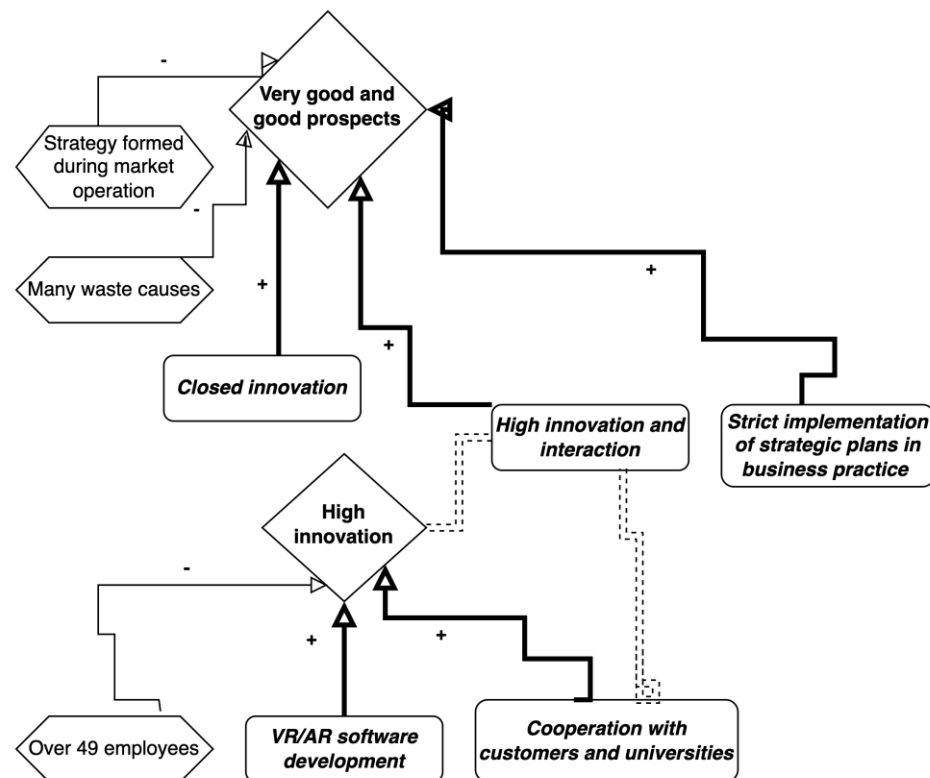 -
Very good and
good prospects
Strategy formed
during market
operation
-
Many waste causes
+
+
+
Closed innovation
High innovation and
interaction
Strict implementation
of strategic plans in
business practice
High
innovation
-
+
+
Over 49 employees
VR/AR software
development
Cooperation with
customers and universities